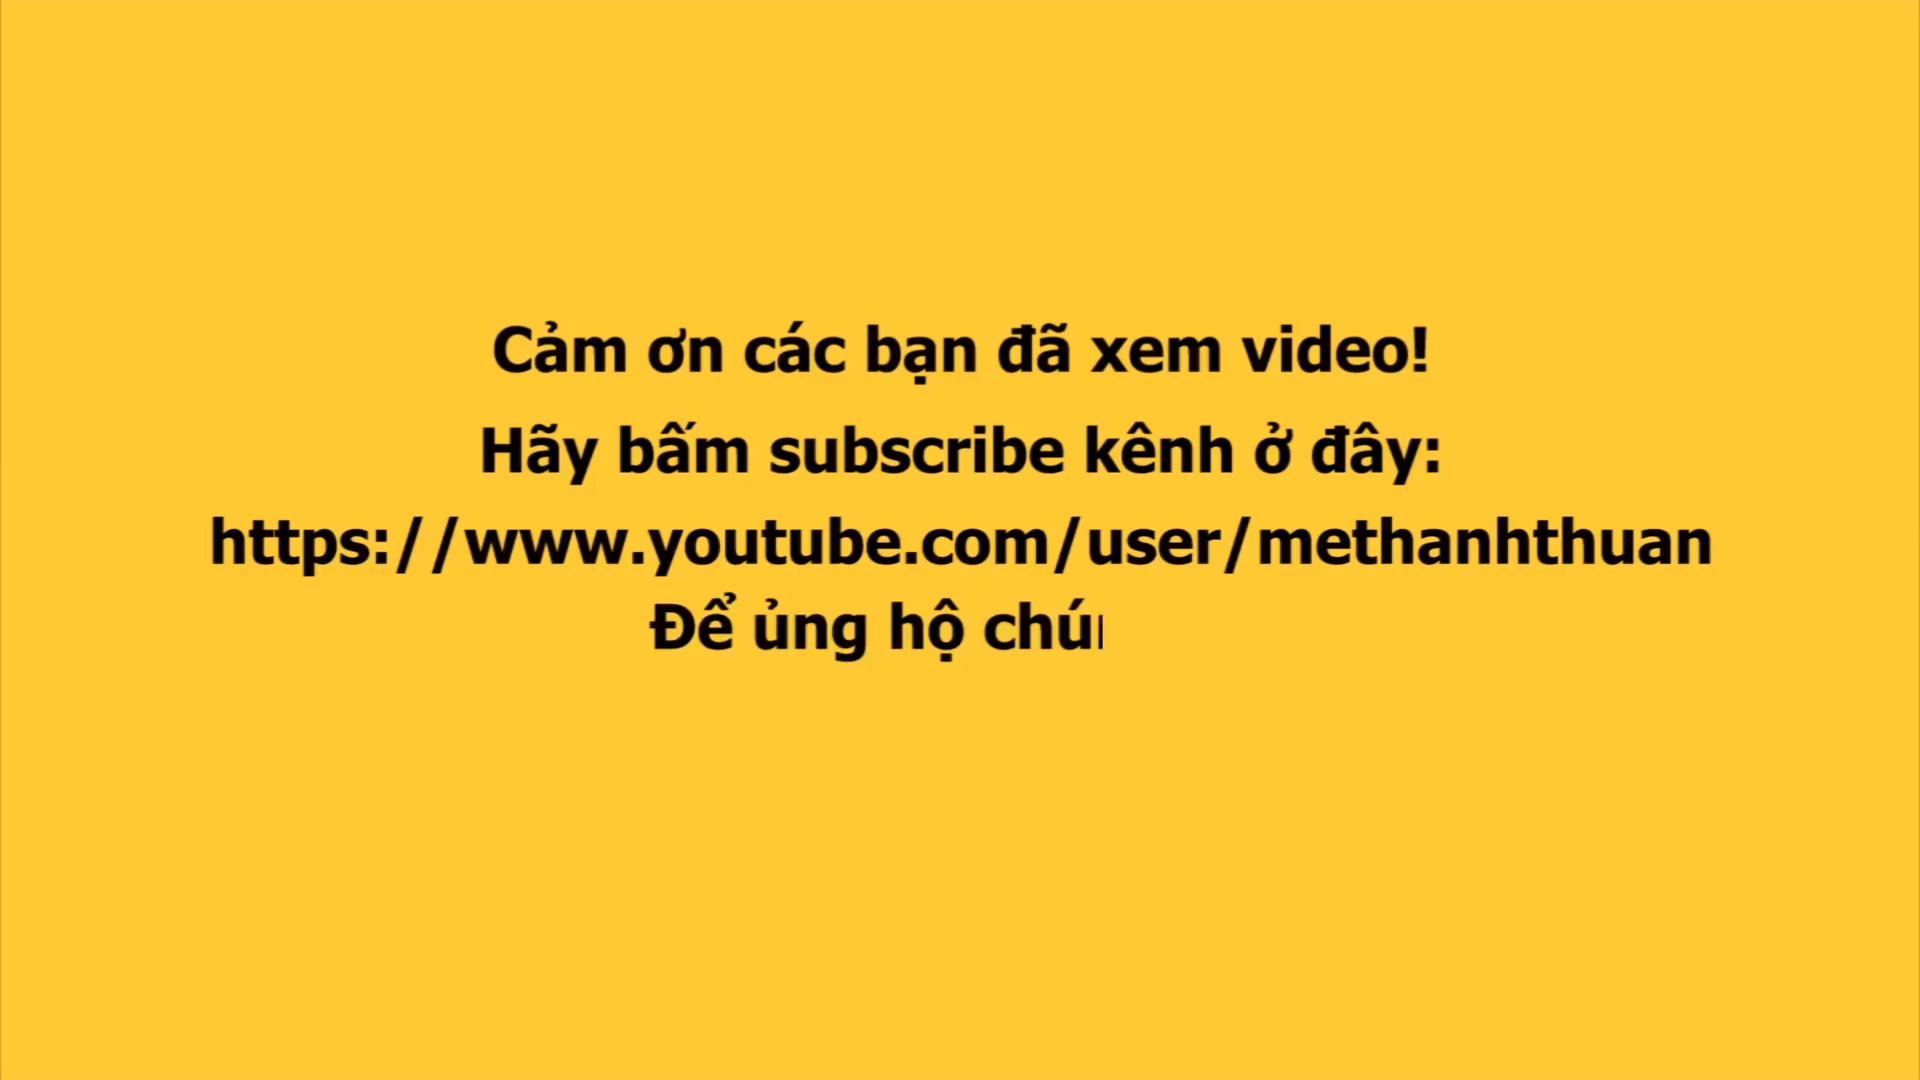 Cảm ơn các bạn đã xem video!
Hãy bấm subscribe kênh ở đây:
https://www.youtube.com/user/methanhthuan
Để ủng hộ